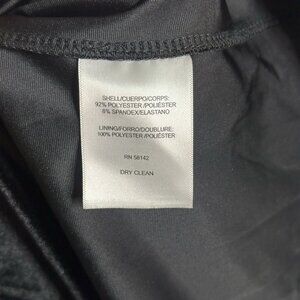 SHELL/CUERPO/CORPS:
92% POLYESTER /POLIÉSTER
8% SPANDEX/ELASTANO
LINING/FORRO/DOUBLURE:
100% POLYESTER /POLIÉSTER
RN 58142
DRY CLEAN